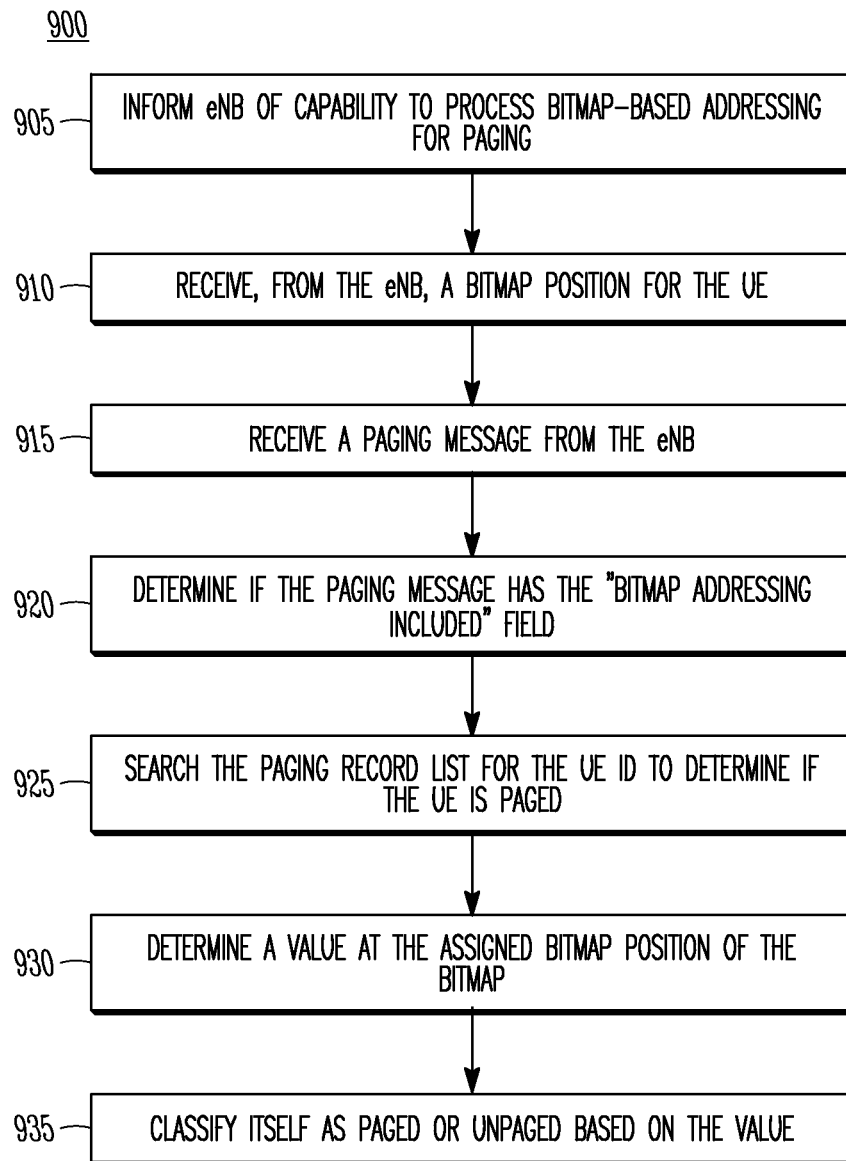 900
905
INFORM eNB OF CAPABILITY TO PROCESS BITMAP-BASED ADDRESSING
FOR PAGING
910
RECEIVE, FROM THE eNB, A BITMAP POSITION FOR THE UE
915
RECEIVE A PAGING MESSAGE FROM THE eNB
920
DETERMINE IF THE PAGING MESSAGE HAS THE "BITMAP ADDRESSING
INCLUDED" FIELD
925
SEARCH THE PAGING RECORD LIST FOR THE UE ID TO DETERMINE IF
THE UE IS PAGED
930
DETERMINE A VALUE AT THE ASSIGNED BITMAP POSITION OF THE
BITMAP
935
CLASSIFY ITSELF AS PAGED OR UNPAGED BASED ON THE VALUE